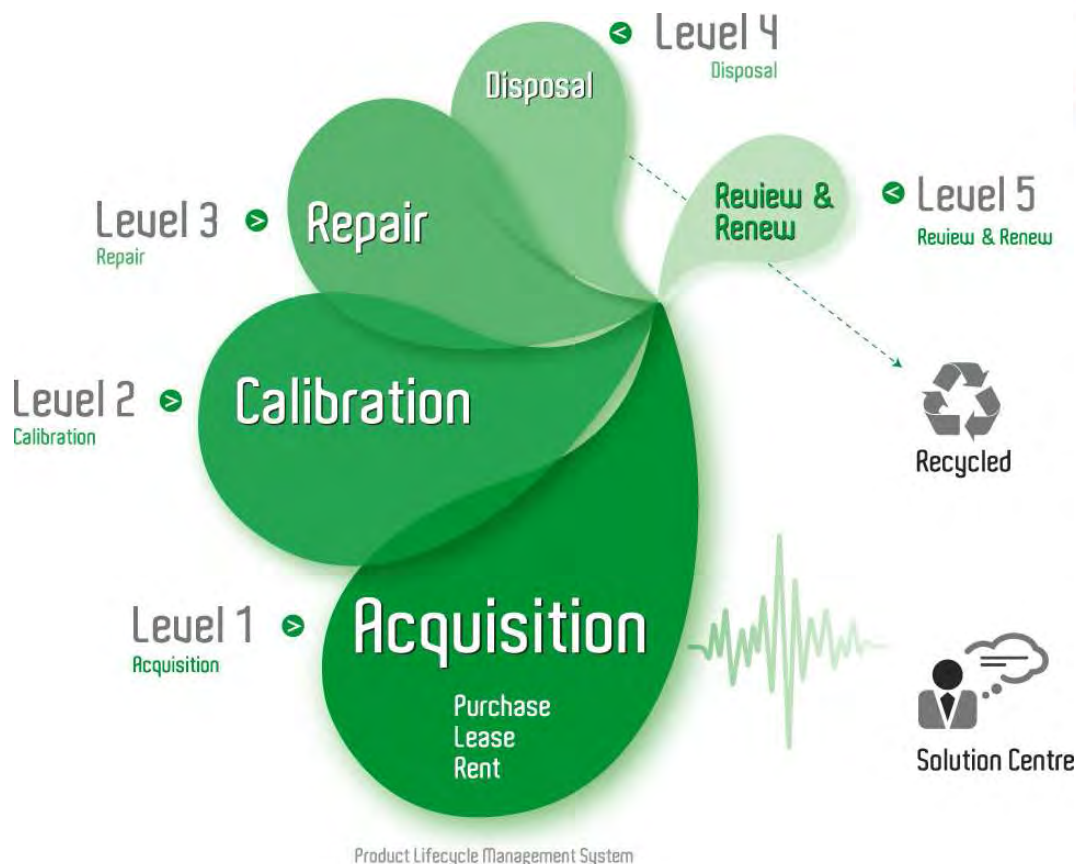 Level 4
Disposal
Disposal
Review &
Renew
Level 5
Review & Renew
Level 3
Repair
Repair
Recycled
Level 2
Calibration
Calibration
Level 1
Acquisition
Acquisition
Purchase
Lease
Rent
Solution Centre
Product Lifecycle Management System